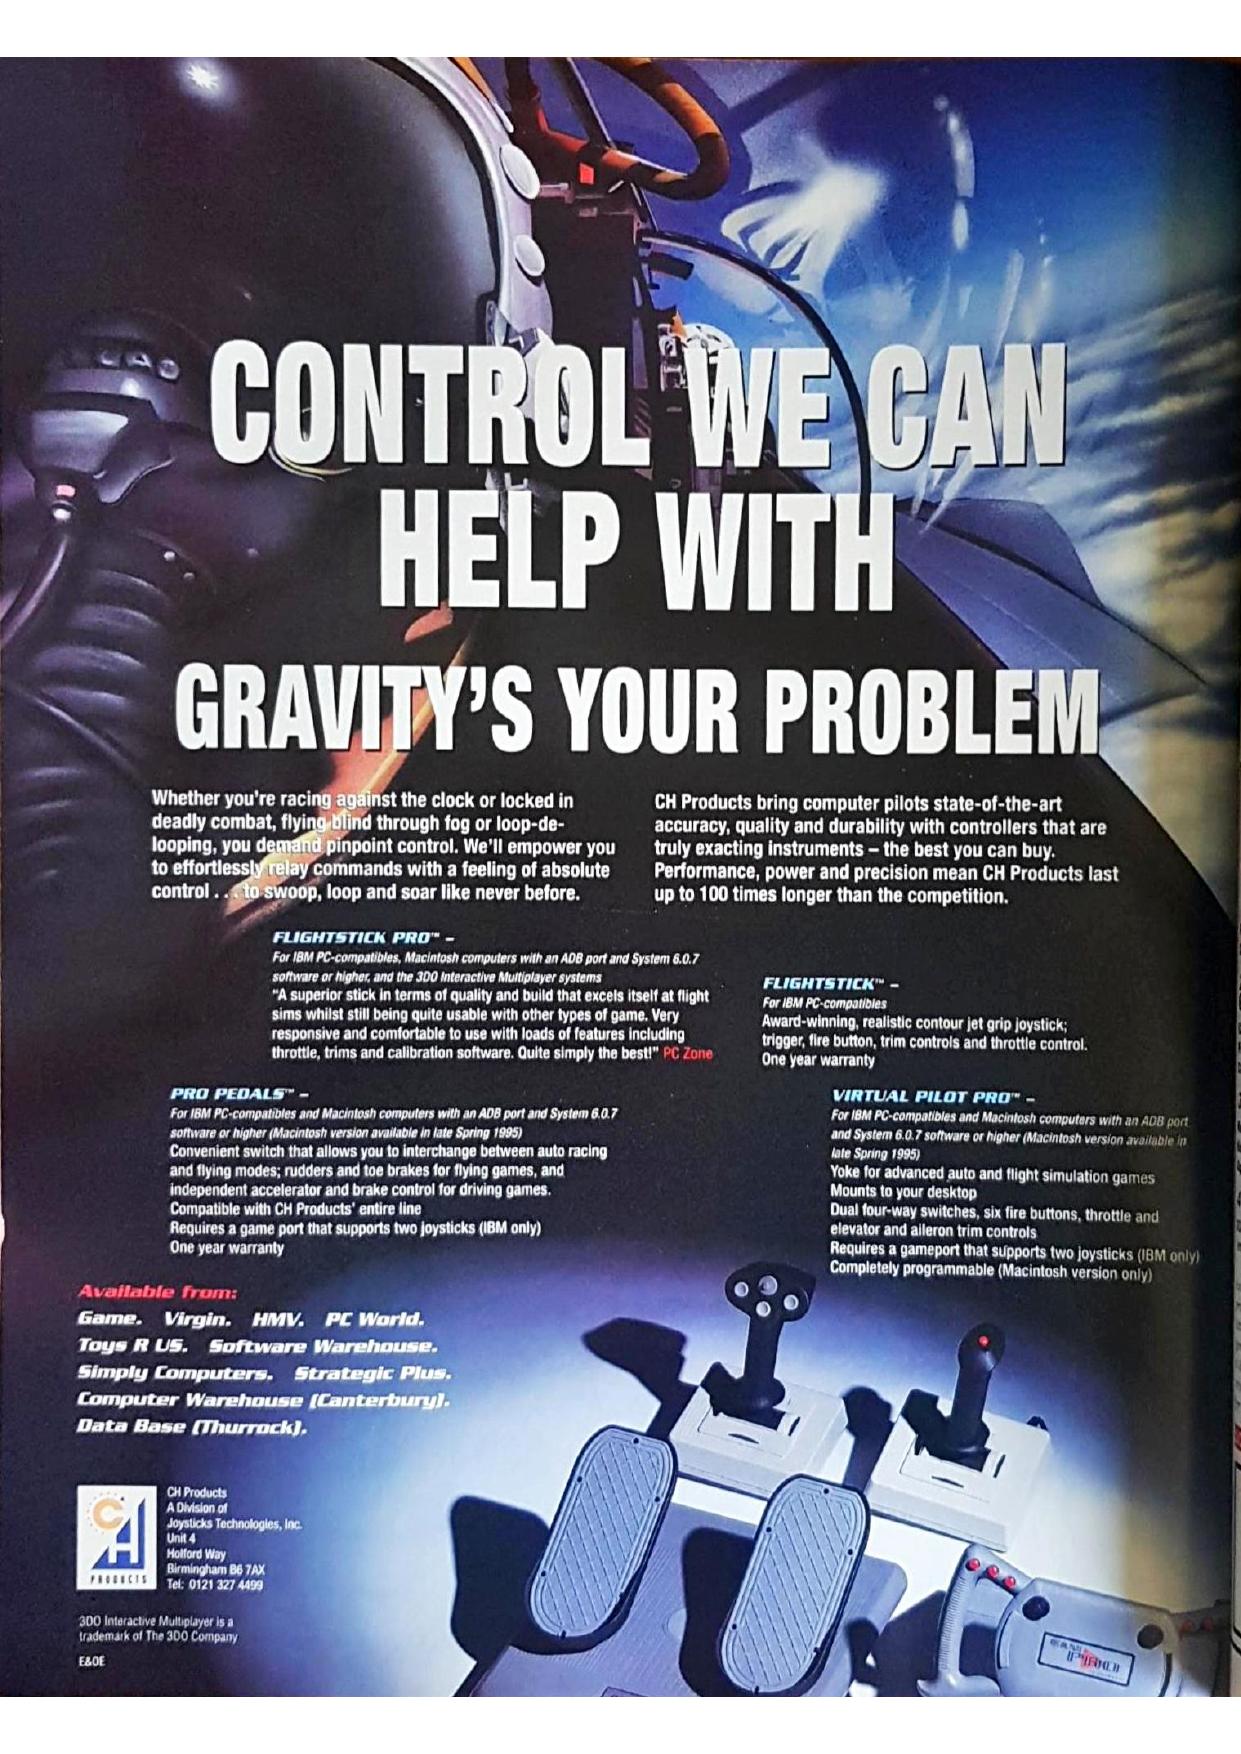 CONTROL WE CAN
HELP WITH
GRAVITY'S YOUR PROBLEM
Whether you're racing against the clock or locked in
deadly combat, flying blind through fog or loop-de-
looping, you demand pinpoint control. We'll empower you
to effortlessly relay commands with a feeling of absolute
control . . . to swoop, loop and soar like never before.
CH Products bring computer pilots state-of-the-art
accuracy, quality and durability with controllers that are
truly exacting instruments – the best you can buy.
Performance, power and precision mean CH Products last
up to 100 times longer than the competition.
FLIGHTSTICK PRO™ –
For IBM PC-compatibles, Macintosh computers with an ADB port and System 6.0.7
software or higher, and the 3DO Interactive Multiplayer systems
"A superior stick in terms of quality and build that excels itself at flight
sims whilst still being quite usable with other types of game. Very
responsive and comfortable to use with loads of features including
throttle, trims and calibration software. Quite simply the best!" PC Zone
FLIGHTSTICK™ –
For IBM PC-compatibles
Award-winning, realistic contour jet grip joystick;
trigger, fire button, trim controls and throttle control.
One year warranty
PRO PEDALS™ –
For IBM PC-compatibles and Macintosh computers with an ADB port and System 6.0.7
software or higher (Macintosh version available in late Spring 1995)
Convenient switch that allows you to interchange between auto racing
and flying modes; rudders and toe brakes for flying games, and
independent accelerator and brake control for driving games.
Compatible with CH Products' entire line
Requires a game port that supports two joysticks (IBM only)
One year warranty
VIRTUAL PILOT PRO™ –
For IBM PC-compatibles and Macintosh computers with an ADB port
and System 6.0.7 software or higher (Macintosh version available in
late Spring 1995)
Yoke for advanced auto and flight simulation games
Mounts to your desktop
Dual four-way switches, six fire buttons, throttle and
elevator and aileron trim controls
Requires a gameport that supports two joysticks (IBM only)
Completely programmable (Macintosh version only)
Available from:
Game. Virgin. HMV. PC World.
Toys R US. Software Warehouse.
Simply Computers. Strategic Plus.
Computer Warehouse (Canterbury).
Data Base (Thurrock).
CH
PRODUCTS
CH Products
A Division of
Joysticks Technologies, Inc.
Unit 4
Holford Way
Birmingham B6 7AX
Tel: 0121 327 4499
3DO Interactive Multiplayer is a
trademark of The 3DO Company
E&OE